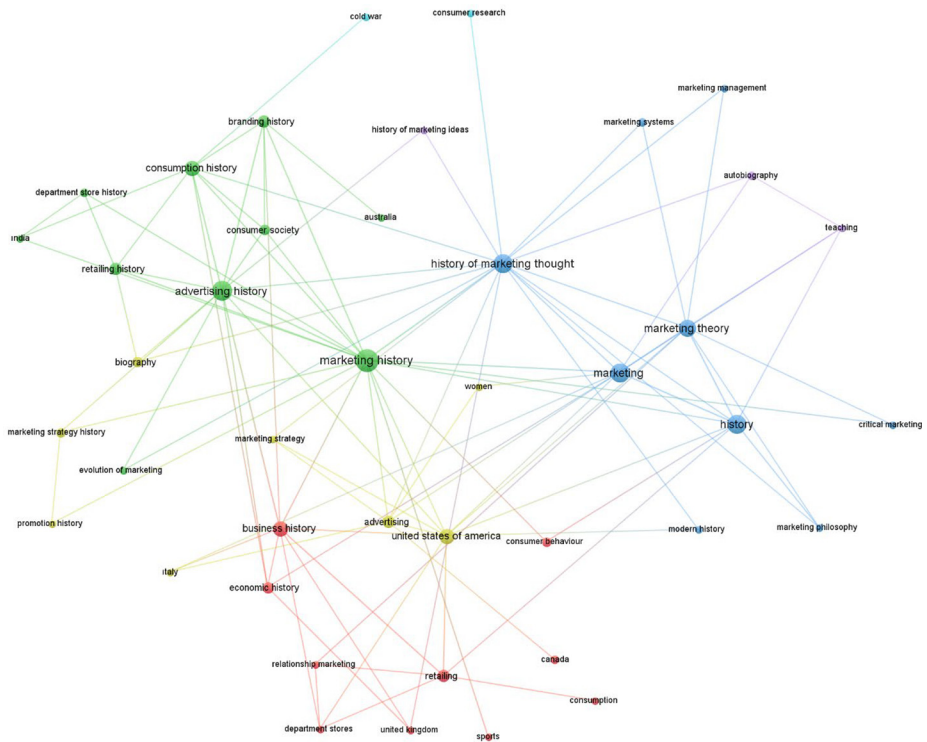 cold war
consumer research
marketing management
branding history
history of marketing ideas
marketing systems
consumption history
autobiography
department store history
australia
teaching
india
consumer society
retailing history
history of marketing thought
advertising history
marketing theory
marketing history
biography
marketing
women
history
critical marketing
marketing strategy history
marketing strategy
evolution of marketing
promotion history
advertising
business history
united states of america
modern history
marketing philosophy
consumer behaviour
italy
economic history
canada
relationship marketing
retailing
consumption
department stores
united kingdom
sports